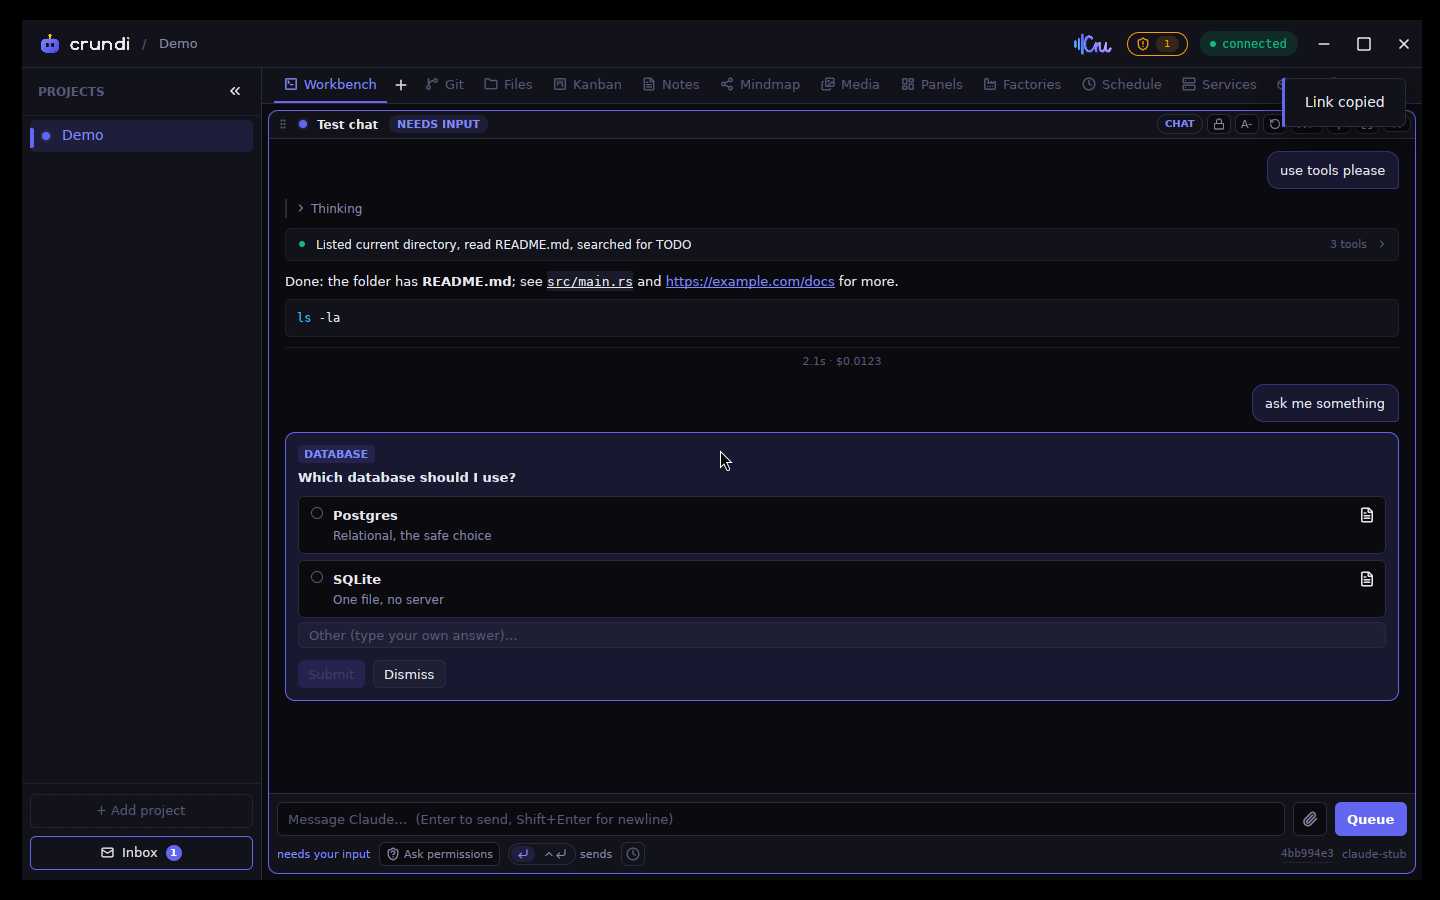 crundi / Demo
Cru
1
connected
PROJECTS
Workbench
Git
Files
Kanban
Notes
Mindmap
Media
Panels
Factories
Schedule
Services
Link copied
Demo
Test chat NEEDS INPUT
CHAT
A-
use tools please
Thinking
Listed current directory, read README.md, searched for TODO
3 tools
Done: the folder has README.md; see src/main.rs and https://example.com/docs for more.
ls -la
2.1s · $0.0123
ask me something
DATABASE
Which database should I use?
Postgres
Relational, the safe choice
SQLite
One file, no server
Other (type your own answer)...
Submit
Dismiss
+ Add project
Inbox 1
Message Claude... (Enter to send, Shift+Enter for newline)
Queue
needs your input
Ask permissions
sends
4bb994e3
claude-stub